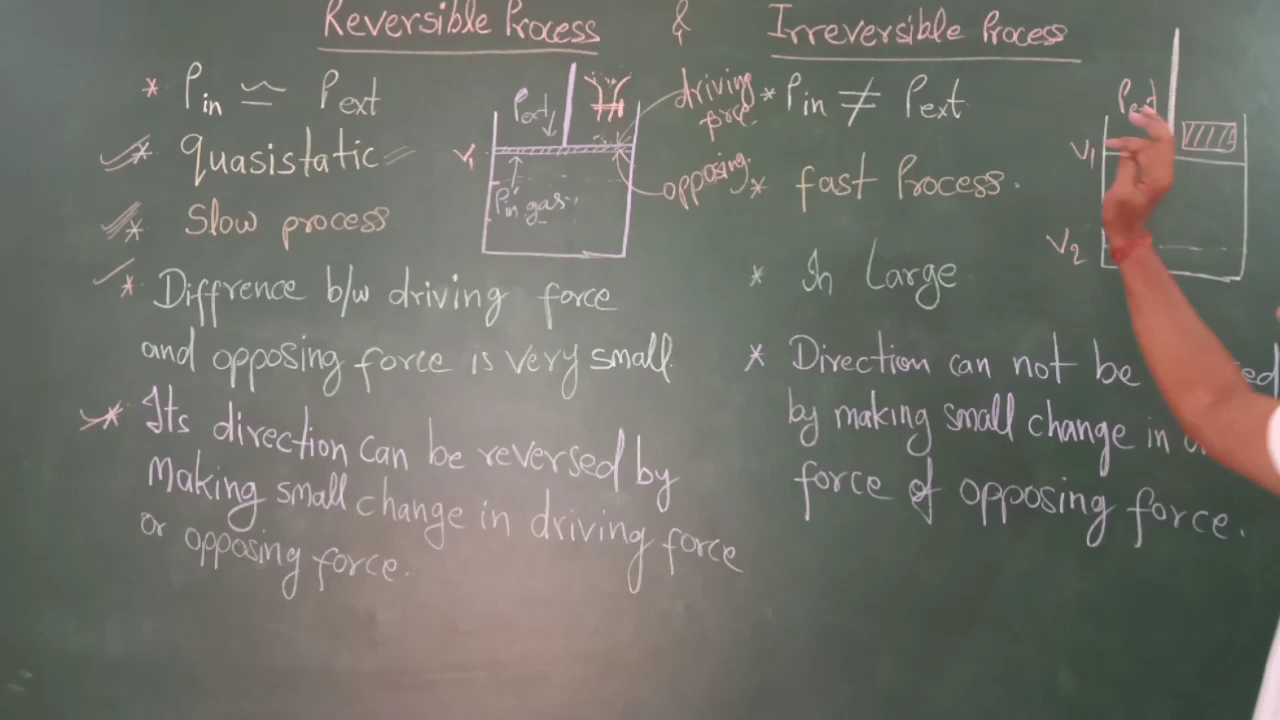 Reversible Process & Irreversible Process
* Pin ≃ Pext
* quasistatic
* Slow process
* Diffrence b/w driving force
and opposing force is very small.
* Its direction can be reversed by
making small change in driving force
or opposing force.
Pext
V1
Pin gas.
driving
opposing.
* Pin ≠ Pext
* fast Process.
* In Large
* Direction can not be
by making small change in
force of opposing force.
Pext
V1
V2